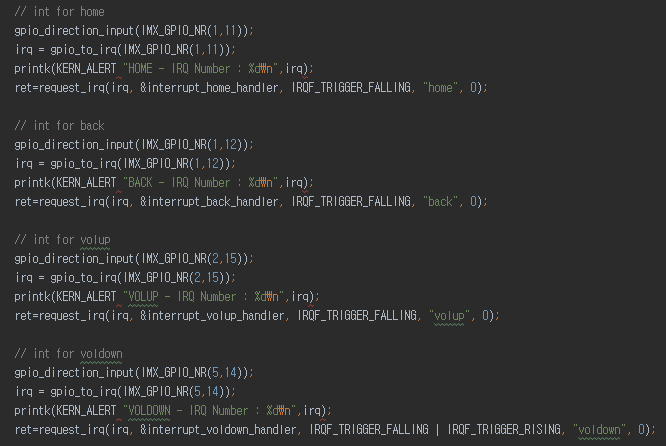 // int for home
gpio_direction_input(IMX_GPIO_NR(1,11));
irq = gpio_to_irq(IMX_GPIO_NR(1,11));
printk(KERN_ALERT "HOME - IRQ Number : %d₩n",irq);
ret=request_irq(irq, &interrupt_home_handler, IRQF_TRIGGER_FALLING, "home", 0);
// int for back
gpio_direction_input(IMX_GPIO_NR(1,12));
irq = gpio_to_irq(IMX_GPIO_NR(1,12));
printk(KERN_ALERT "BACK - IRQ Number : %d₩n",irq);
ret=request_irq(irq, &interrupt_back_handler, IRQF_TRIGGER_FALLING, "back", 0);
// int for volup
gpio_direction_input(IMX_GPIO_NR(2,15));
irq = gpio_to_irq(IMX_GPIO_NR(2,15));
printk(KERN_ALERT "VOLUP - IRQ Number : %d₩n",irq);
ret=request_irq(irq, &interrupt_volup_handler, IRQF_TRIGGER_FALLING, "volup", 0);
// int for voldown
gpio_direction_input(IMX_GPIO_NR(5,14));
irq = gpio_to_irq(IMX_GPIO_NR(5,14));
printk(KERN_ALERT "VOLDOWN - IRQ Number : %d₩n",irq);
ret=request_irq(irq, &interrupt_voldown_handler, IRQF_TRIGGER_FALLING | IRQF_TRIGGER_RISING, "voldown", 0);